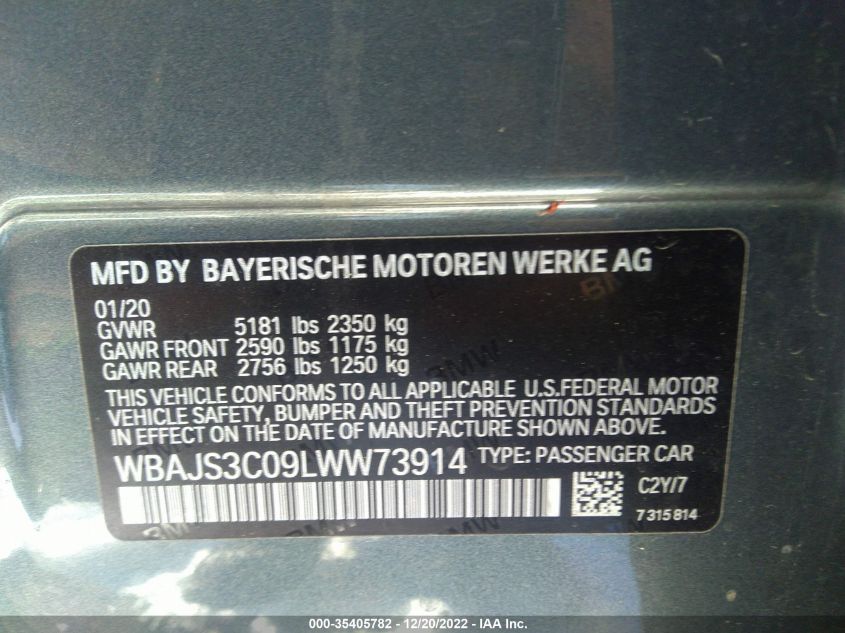 MFD BY BAYERISCHE MOTOREN WERKE AG
01/20
GVWR 5181 lbs 2350 kg
GAWR FRONT 2590 lbs 1175 kg
GAWR REAR 2756 lbs 1250 kg
THIS VEHICLE CONFORMS TO ALL APPLICABLE U.S.FEDERAL MOTOR
VEHICLE SAFETY, BUMPER AND THEFT PREVENTION STANDARDS
IN EFFECT ON THE DATE OF MANUFACTURE SHOWN ABOVE.
WBAJS3C09LWW73914 TYPE: PASSENGER CAR
C2Y/7
7315814
000-35405782 - 12/20/2022 - IAA Inc.